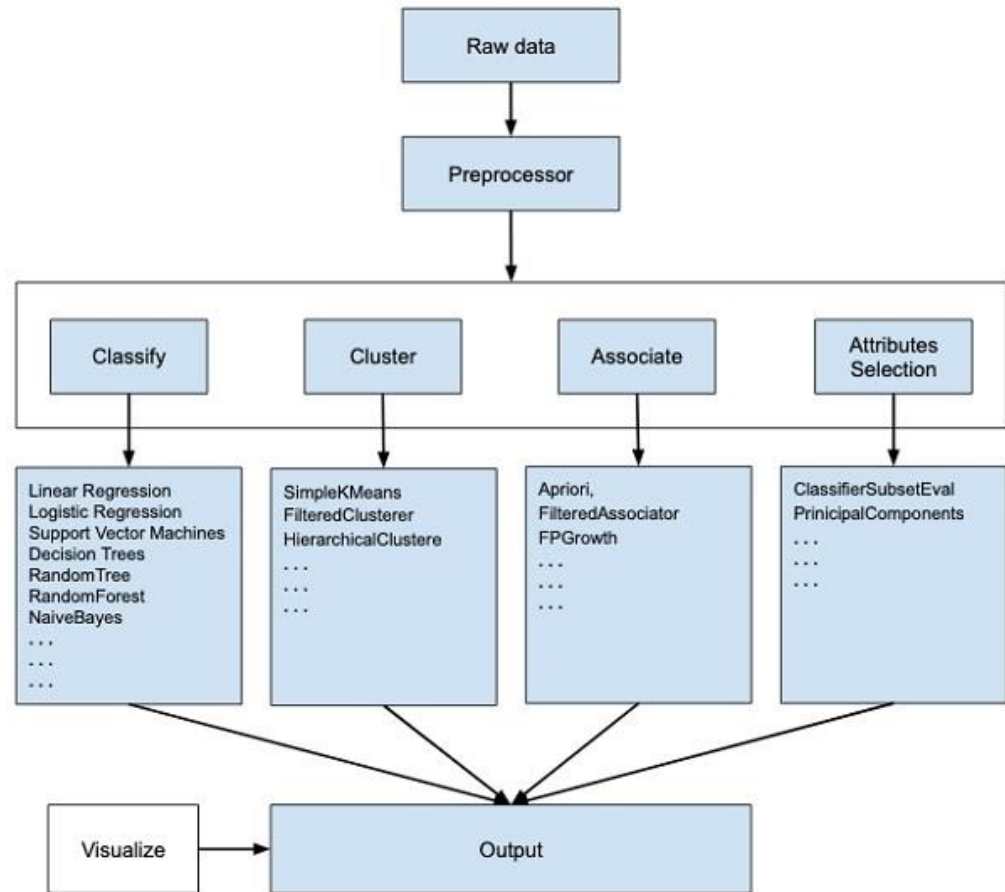 Raw data
Preprocessor
Classify
Cluster
Associate
Attributes
Selection
Linear Regression
Logistic Regression
Support Vector Machines
Decision Trees
RandomTree
RandomForest
NaiveBayes
. . .
. . .
. . .
SimpleKMeans
FilteredClusterer
HierarchicalClustere
. . .
. . .
. . .
Apriori,
FilteredAssociator
FPGrowth
. . .
. . .
. . .
ClassifierSubsetEval
PrinicipalComponents
. . .
. . .
. . .
Visualize
Output